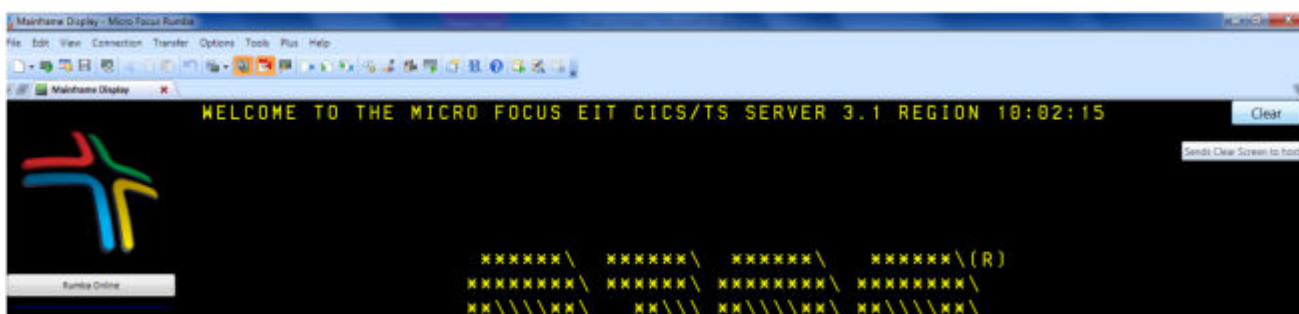 Mainframe Display - Micro Focus Rumba
File Edit View Connection Transfer Options Tools Plus Help
Mainframe Display
WELCOME TO THE MICRO FOCUS EIT CICS/TS SERVER 3.1 REGION 10:02:15
Clear
Sends Clear Screen to host
******\ ******\ ******\ ******\(R)
********\ ******\ ********\ ********\
**\\\\**\ **\\\ **\\\\**\ **\\\\**\
Rumba Online